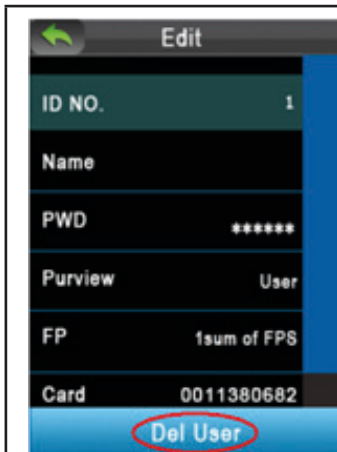 Edit
ID NO. 1
Name
PWD ******
Purview User
FP 1sum of FPS
Card 0011380682
Del User